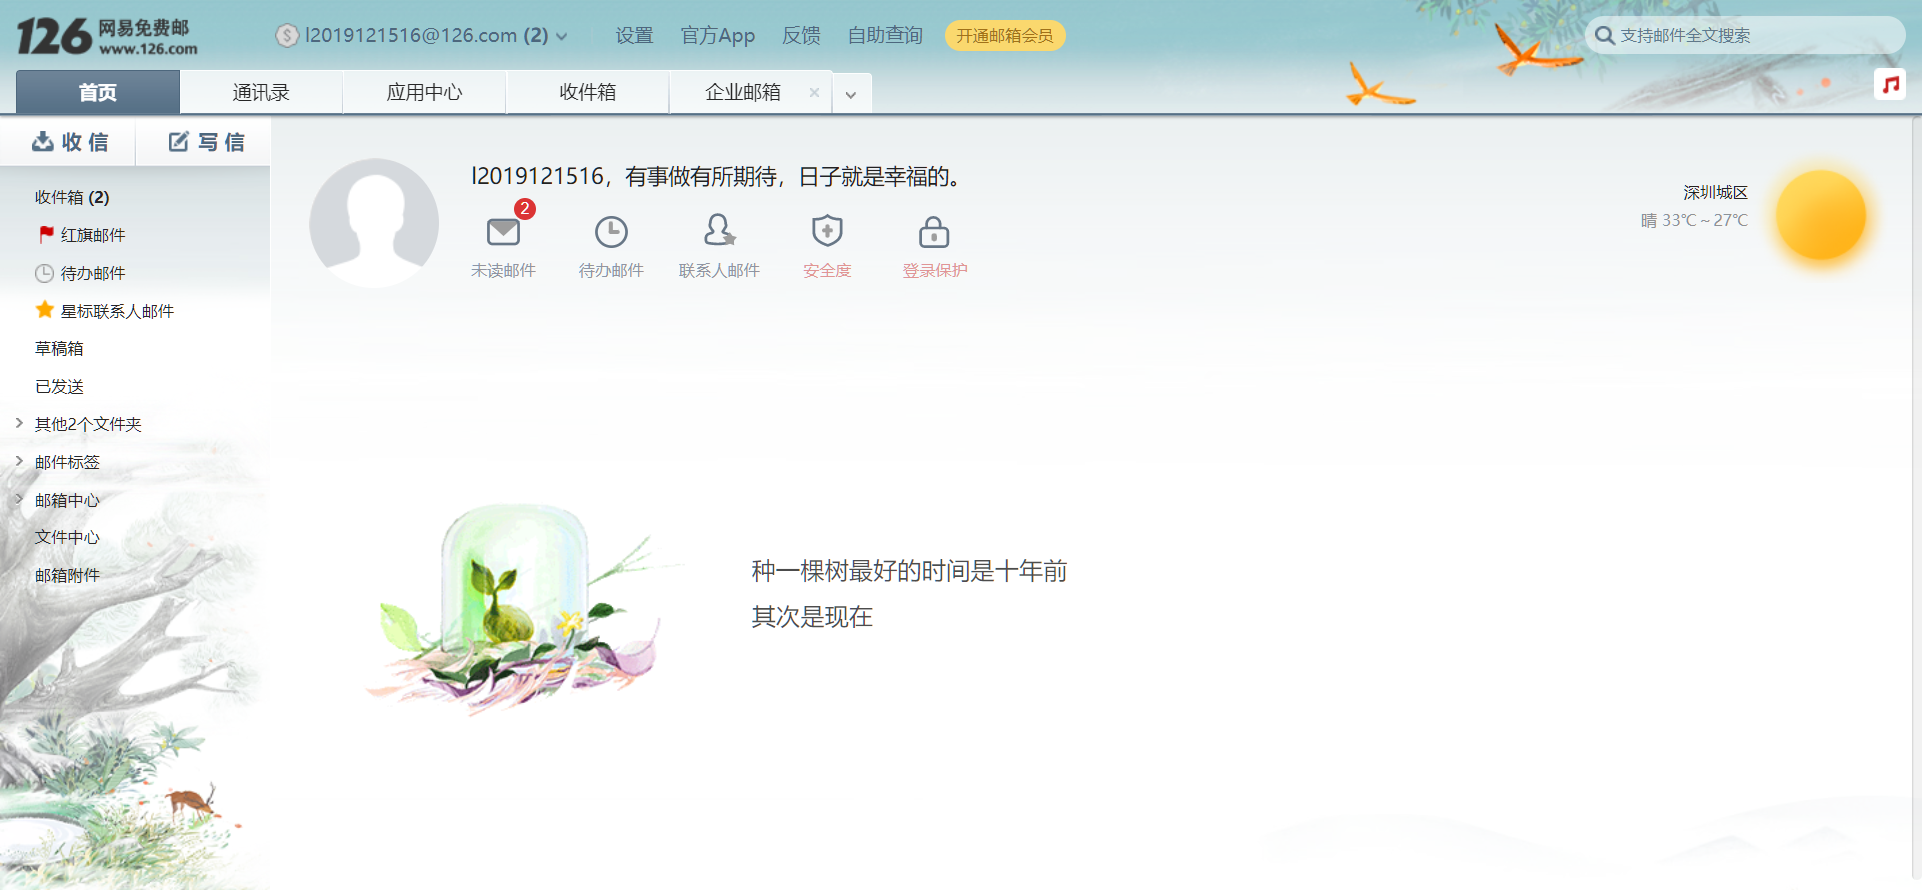 126 网易免费邮
www.126.com
l2019121516@126.com (2)
设置
官方App
反馈
自助查询
开通邮箱会员
支持邮件全文搜索
首页
通讯录
应用中心
收件箱
企业邮箱
收信
写信
收件箱 (2)
红旗邮件
待办邮件
星标联系人邮件
草稿箱
已发送
其他2个文件夹
邮件标签
邮箱中心
文件中心
邮箱附件
l2019121516，有事做有所期待，日子就是幸福的。
2
未读邮件
待办邮件
联系人邮件
安全度
登录保护
深圳城区
晴 33℃ ~ 27℃
种一棵树最好的时间是十年前
其次是现在